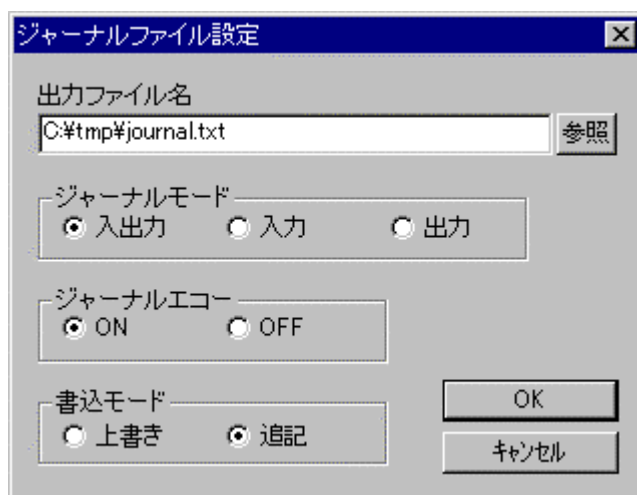 ジャーナルファイル設定
出力ファイル名
C:¥tmp¥journal.txt 参照
ジャーナルモード
入出力 入力 出力
ジャーナルエコー
ON OFF
書込モード
上書き 追記
OK
キャンセル